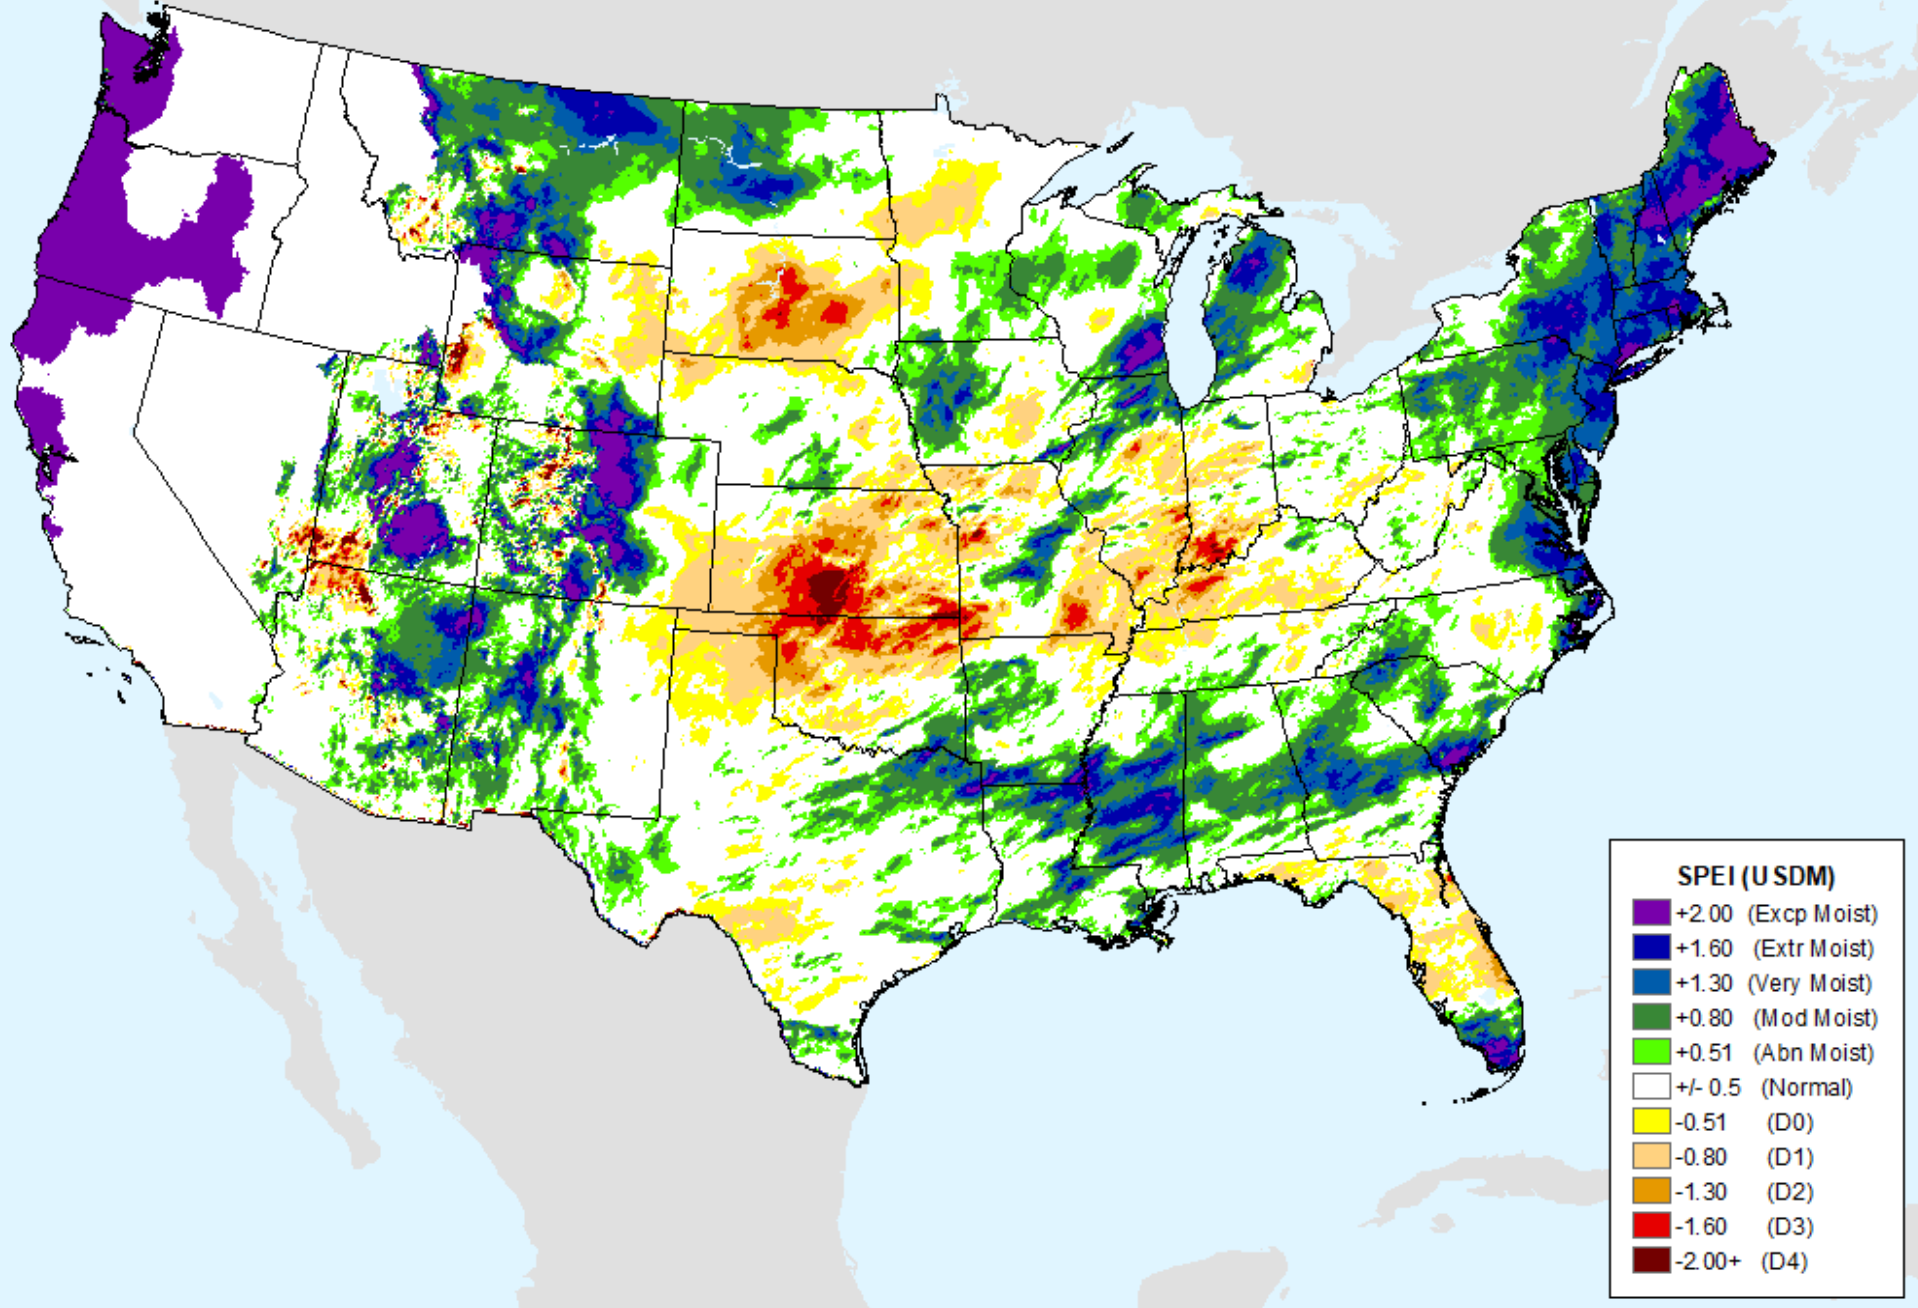 SPEI (USDM)
+2.00 (Excp Moist)
+1.60 (Extr Moist)
+1.30 (Very Moist)
+0.80 (Mod Moist)
+0.51 (Abn Moist)
+/- 0.5 (Normal)
-0.51 (D0)
-0.80 (D1)
-1.30 (D2)
-1.60 (D3)
-2.00+ (D4)